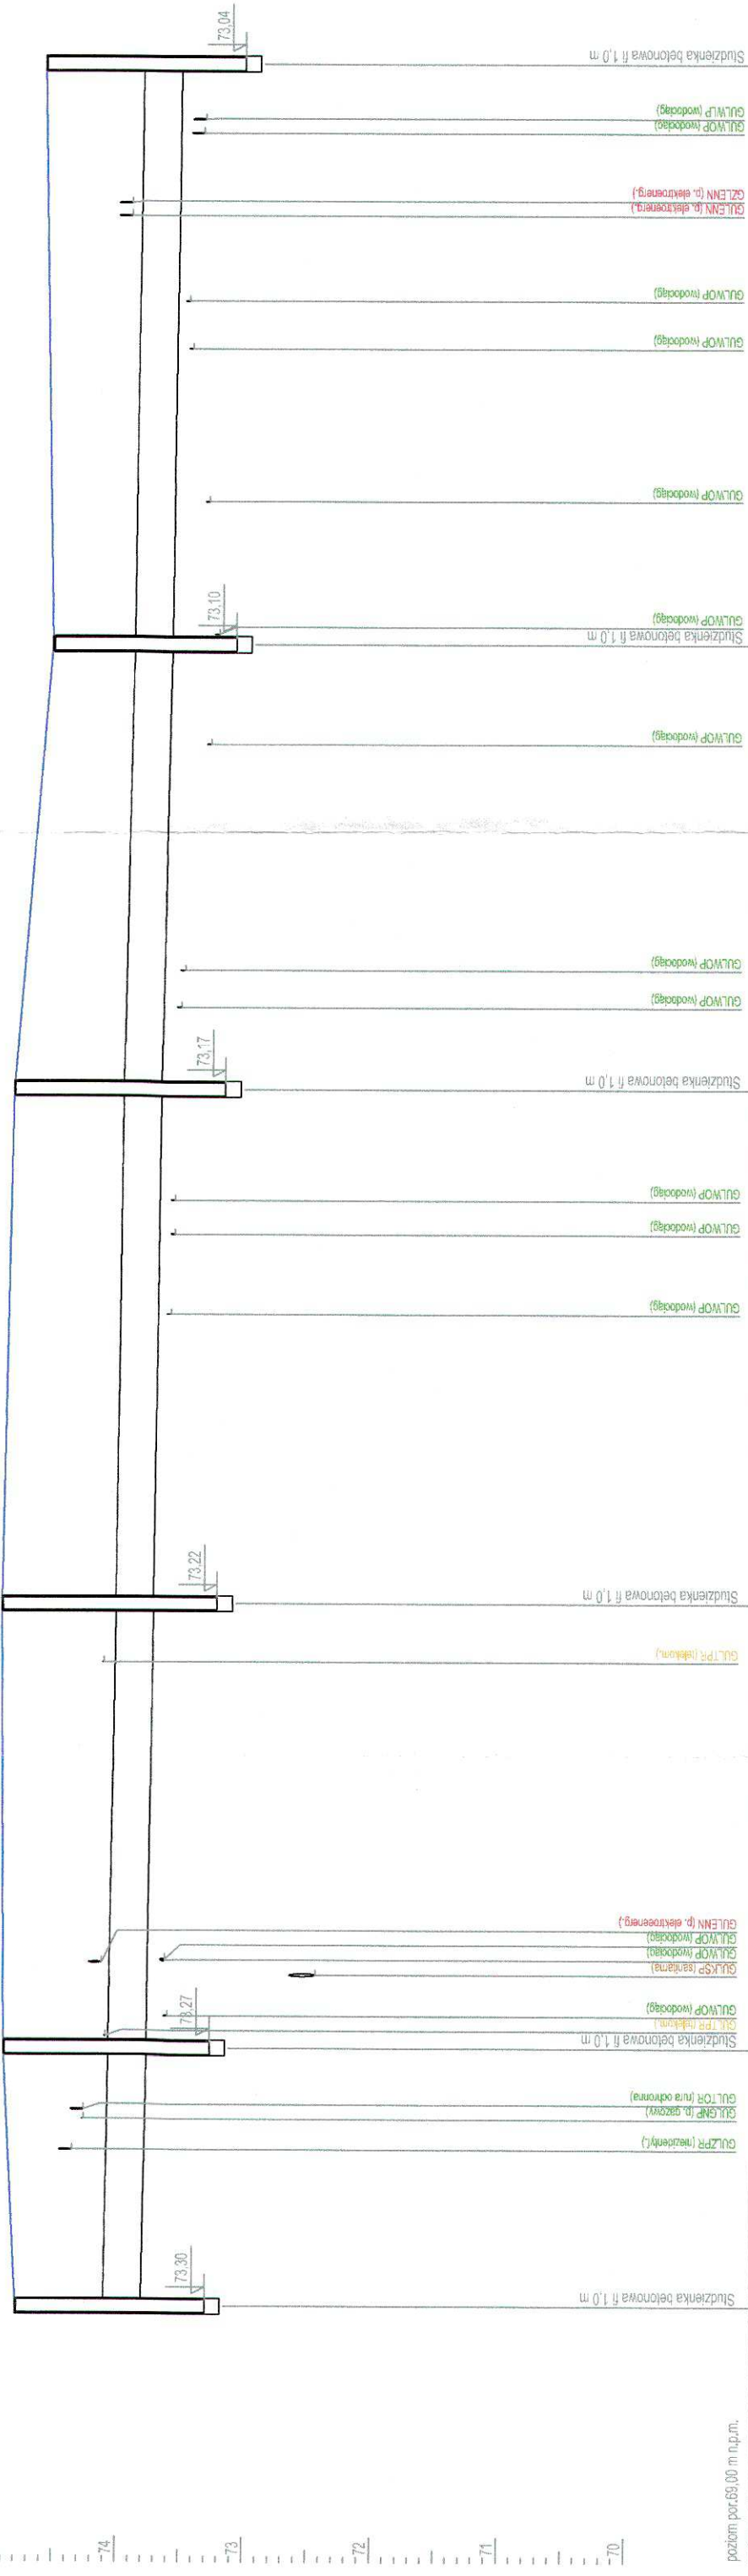 73,04
Studzienka betonowa fi 1,0 m
GULWLP (wodociąg)
GULWOP (wodociąg)
GZLENN (p. elektroenerg.)
GULENN (p. elektroenerg.)
GULWOP (wodociąg)
GULWOP (wodociąg)
GULWOP (wodociąg)
73,10
GULWOP (wodociąg)
Studzienka betonowa fi 1,0 m
GULWOP (wodociąg)
GULWOP (wodociąg)
GULWOP (wodociąg)
73,17
Studzienka betonowa fi 1,0 m
GULWOP (wodociąg)
GULWOP (wodociąg)
GULWOP (wodociąg)
73,22
Studzienka betonowa fi 1,0 m
GULTPR (telekom.)
GULENN (p. elektroenerg.)
GULWOP (wodociąg)
GULWOP (wodociąg)
GULKSP (sanitarna)
GULWOP (wodociąg)
73,27
GULTPR (telekom.)
Studzienka betonowa fi 1,0 m
GULTOR (rura ochronna)
GULGNP (p. gazowy)
GULZPR (niezidentyf.)
73,30
Studzienka betonowa fi 1,0 m
74
73
72
71
70
poziom por.69,00 m n.p.m.